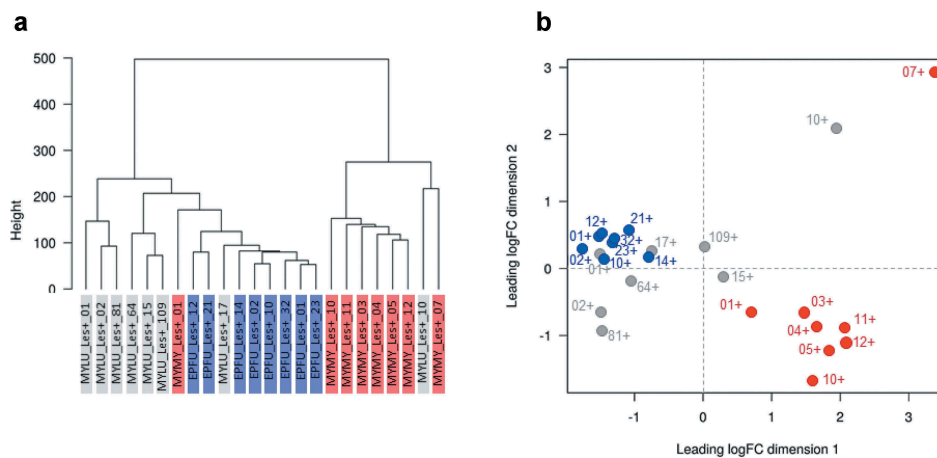 a
500
400
300
200
100
0
Height
MYLU_Les+_01
MYLU_Les+_02
MYLU_Les+_81
MYLU_Les+_64
MYLU_Les+_15
MYLU_Les+_109
MYMY_Les+_01
EPFU_Les+_12
EPFU_Les+_21
MYLU_Les+_17
EPFU_Les+_14
EPFU_Les+_02
EPFU_Les+_10
EPFU_Les+_32
EPFU_Les+_01
EPFU_Les+_23
MYMY_Les+_10
MYMY_Les+_11
MYMY_Les+_03
MYMY_Les+_04
MYMY_Les+_05
MYMY_Les+_12
MYLU_Les+_10
MYMY_Les+_07
b
Leading logFC dimension 2
3
2
1
0
-1
07+
10+
12+
21+
01+
32+
17+
109+
02+
23+
14+
01+
10+
64+
15+
02+
81+
01+
03+
04+
11+
12+
05+
10+
-1
0
1
2
3
Leading logFC dimension 1